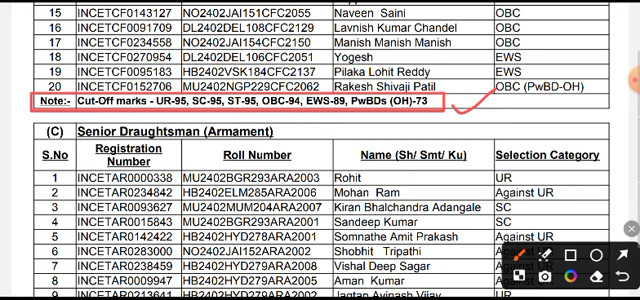 15 INCETCF0143127 NO2402JAI151CFC2055 Naveen Saini OBC
16 INCETCF0091709 DL2402DEL108CFC2129 Lavnish Kumar Chandel OBC
17 INCETCF0234558 NO2402JAI154CFC2150 Manish Manish Manish OBC
18 INCETCF0270954 DL2402DEL106CFC2051 Yogesh EWS
19 INCETCF0095183 HB2402VSK184CFC2137 Pilaka Lohit Reddy EWS
20 INCETCF0152706 MU2402NGP229CFC2062 Rakesh Shivaji Patil OBC (PwBD-OH)
Note:- Cut-Off marks - UR-95, SC-95, ST-95, OBC-94, EWS-89, PwBDs (OH)-73
(C) Senior Draughtsman (Armament)
S.No Registration Number Roll Number Name (Sh/ Smt/ Ku) Selection Category
1 INCETAR0000338 MU2402BGR293ARA2003 Rohit UR
2 INCETAR0234842 HB2402ELM285ARA2006 Mohan Ram Against UR
3 INCETAR0093627 MU2402MUM204ARA2007 Kiran Bhalchandra Adangale SC
4 INCETAR0015843 MU2402BGR293ARA2001 Sandeep Kumar SC
5 INCETAR0142422 HB2402HYD278ARA2001 Somnathe Amit Prakash Against UR
6 INCETAR0283000 NO2402JAI152ARA2002 Shobhit Tripathi
7 INCETAR0238459 HB2402HYD279ARA2008 Vishal Deep Sagar
8 INCETAR0009947 HB2402HYD279ARA2005 Aman Kumar
INCETAR0213641 Jagtap Avinash Vijay